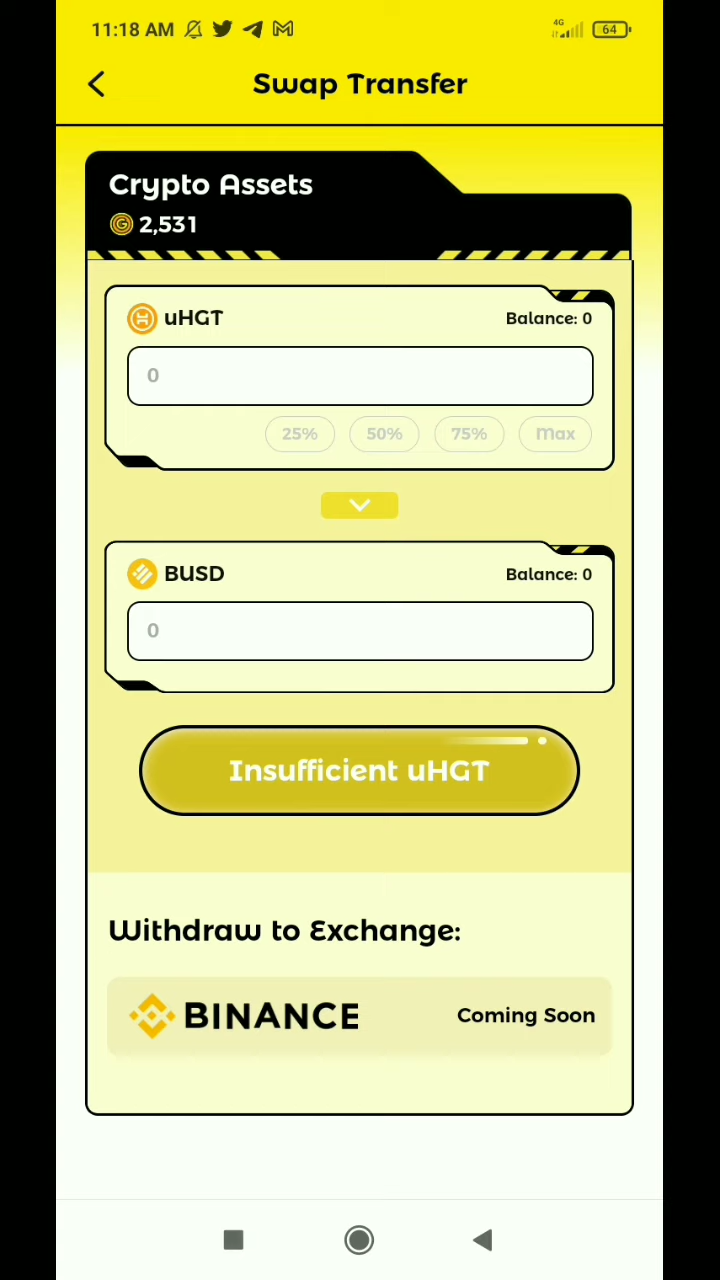 11:18 AM 4G 64
Swap Transfer
Crypto Assets
G 2,531
uHGT Balance: 0
0
25% 50% 75% Max
BUSD Balance: 0
0
Insufficient uHGT
Withdraw to Exchange:
BINANCE Coming Soon